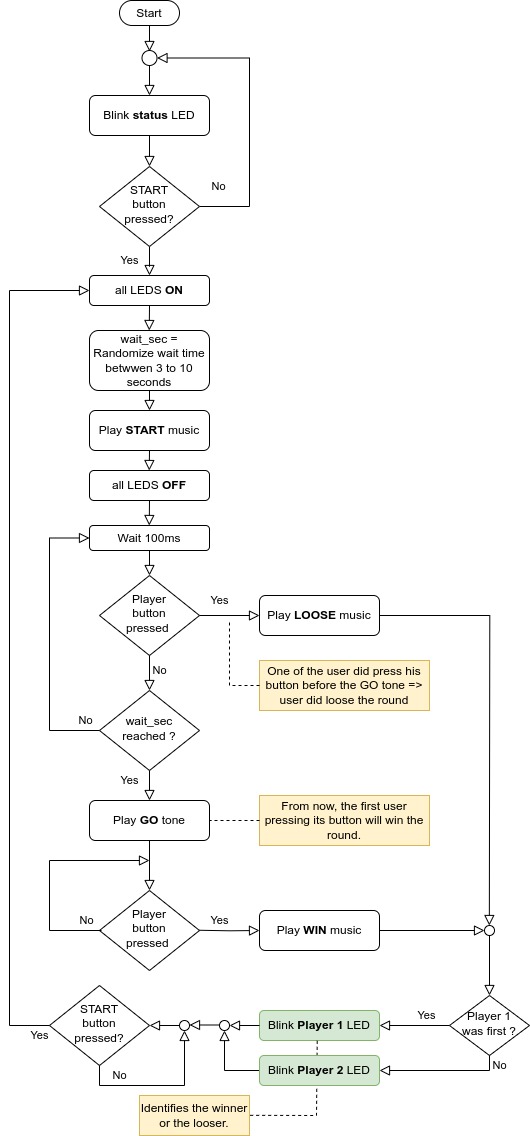 Start
Blink status LED
START
button
pressed?
No
Yes
all LEDS ON
wait_sec =
Randomize wait time
betwwen 3 to 10
seconds
Play START music
all LEDS OFF
Wait 100ms
Player
button
pressed
Yes
Play LOOSE music
No
One of the user did press his
button before the GO tone =>
user did loose the round
wait_sec
reached ?
No
Yes
Play GO tone
From now, the first user
pressing its button will win the
round.
Player
button
pressed
No
Yes
Play WIN music
Player 1
was first ?
Yes
No
Blink Player 1 LED
Blink Player 2 LED
START
button
pressed?
Yes
No
Identifies the winner
or the looser.